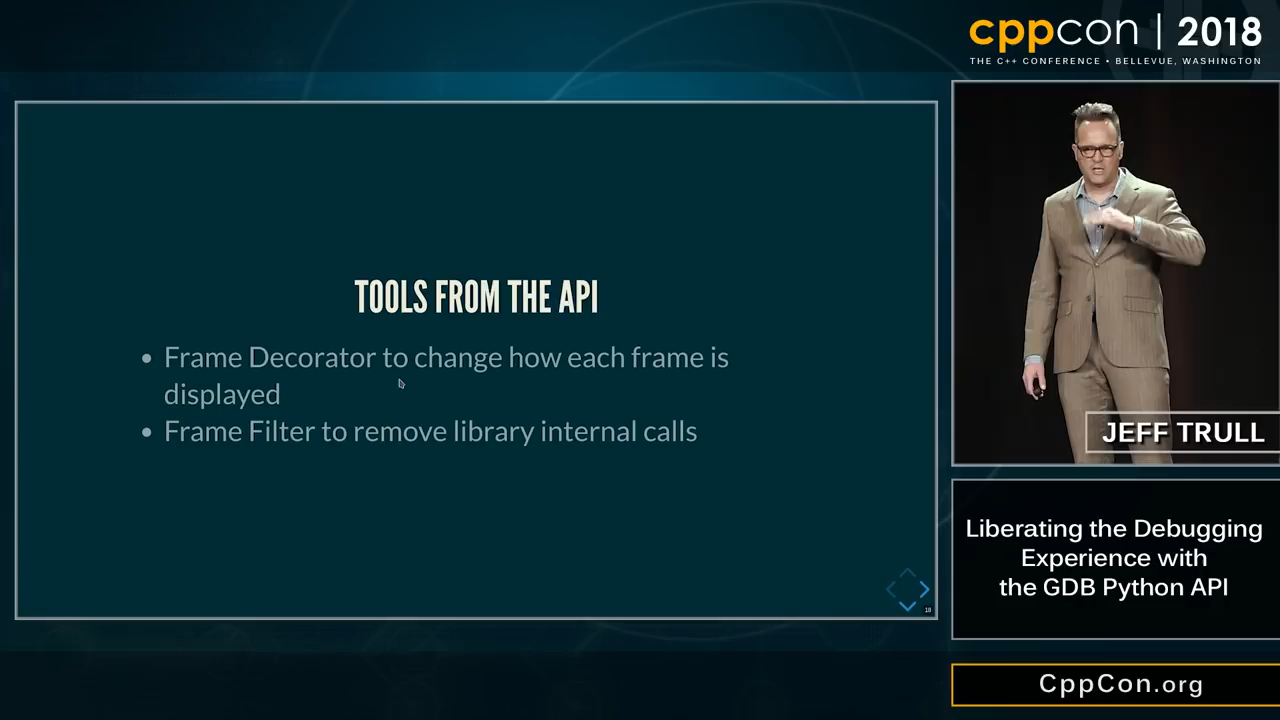 cppcon | 2018
THE C++ CONFERENCE • BELLEVUE, WASHINGTON
TOOLS FROM THE API
• Frame Decorator to change how each frame is
displayed
• Frame Filter to remove library internal calls
18
JEFF TRULL
Liberating the Debugging
Experience with
the GDB Python API
CppCon.org